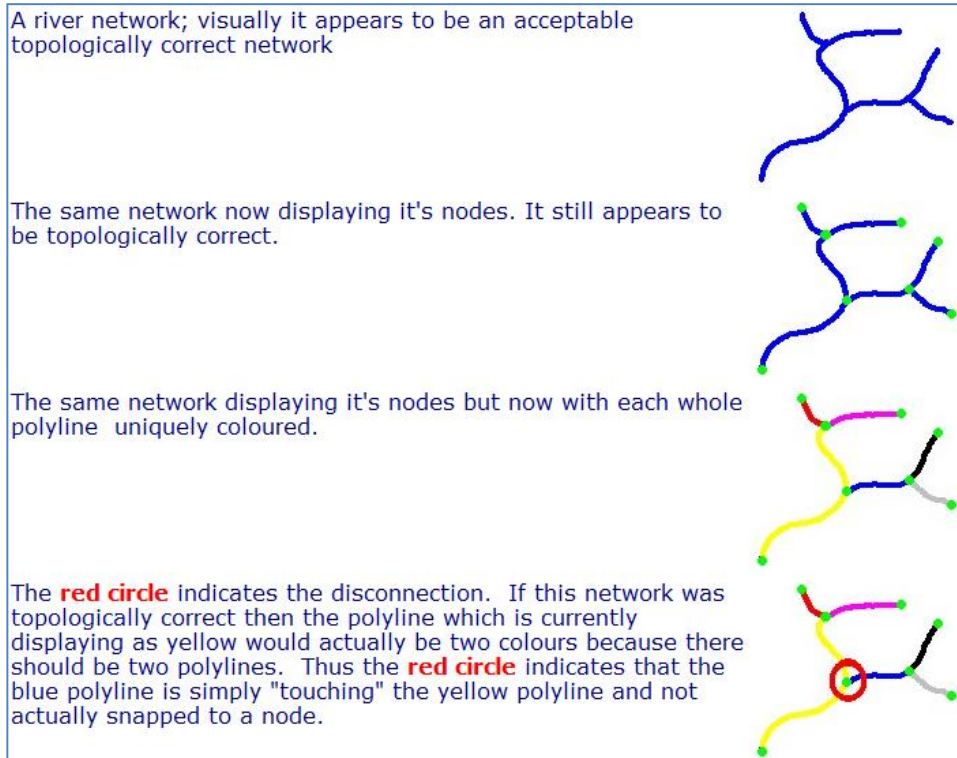 A river network; visually it appears to be an acceptable
topologically correct network
The same network now displaying it's nodes. It still appears to
be topologically correct.
The same network displaying it's nodes but now with each whole
polyline  uniquely coloured.
The red circle indicates the disconnection.  If this network was
topologically correct then the polyline which is currently
displaying as yellow would actually be two colours because there
should be two polylines.  Thus the red circle indicates that the
blue polyline is simply "touching" the yellow polyline and not
actually snapped to a node.